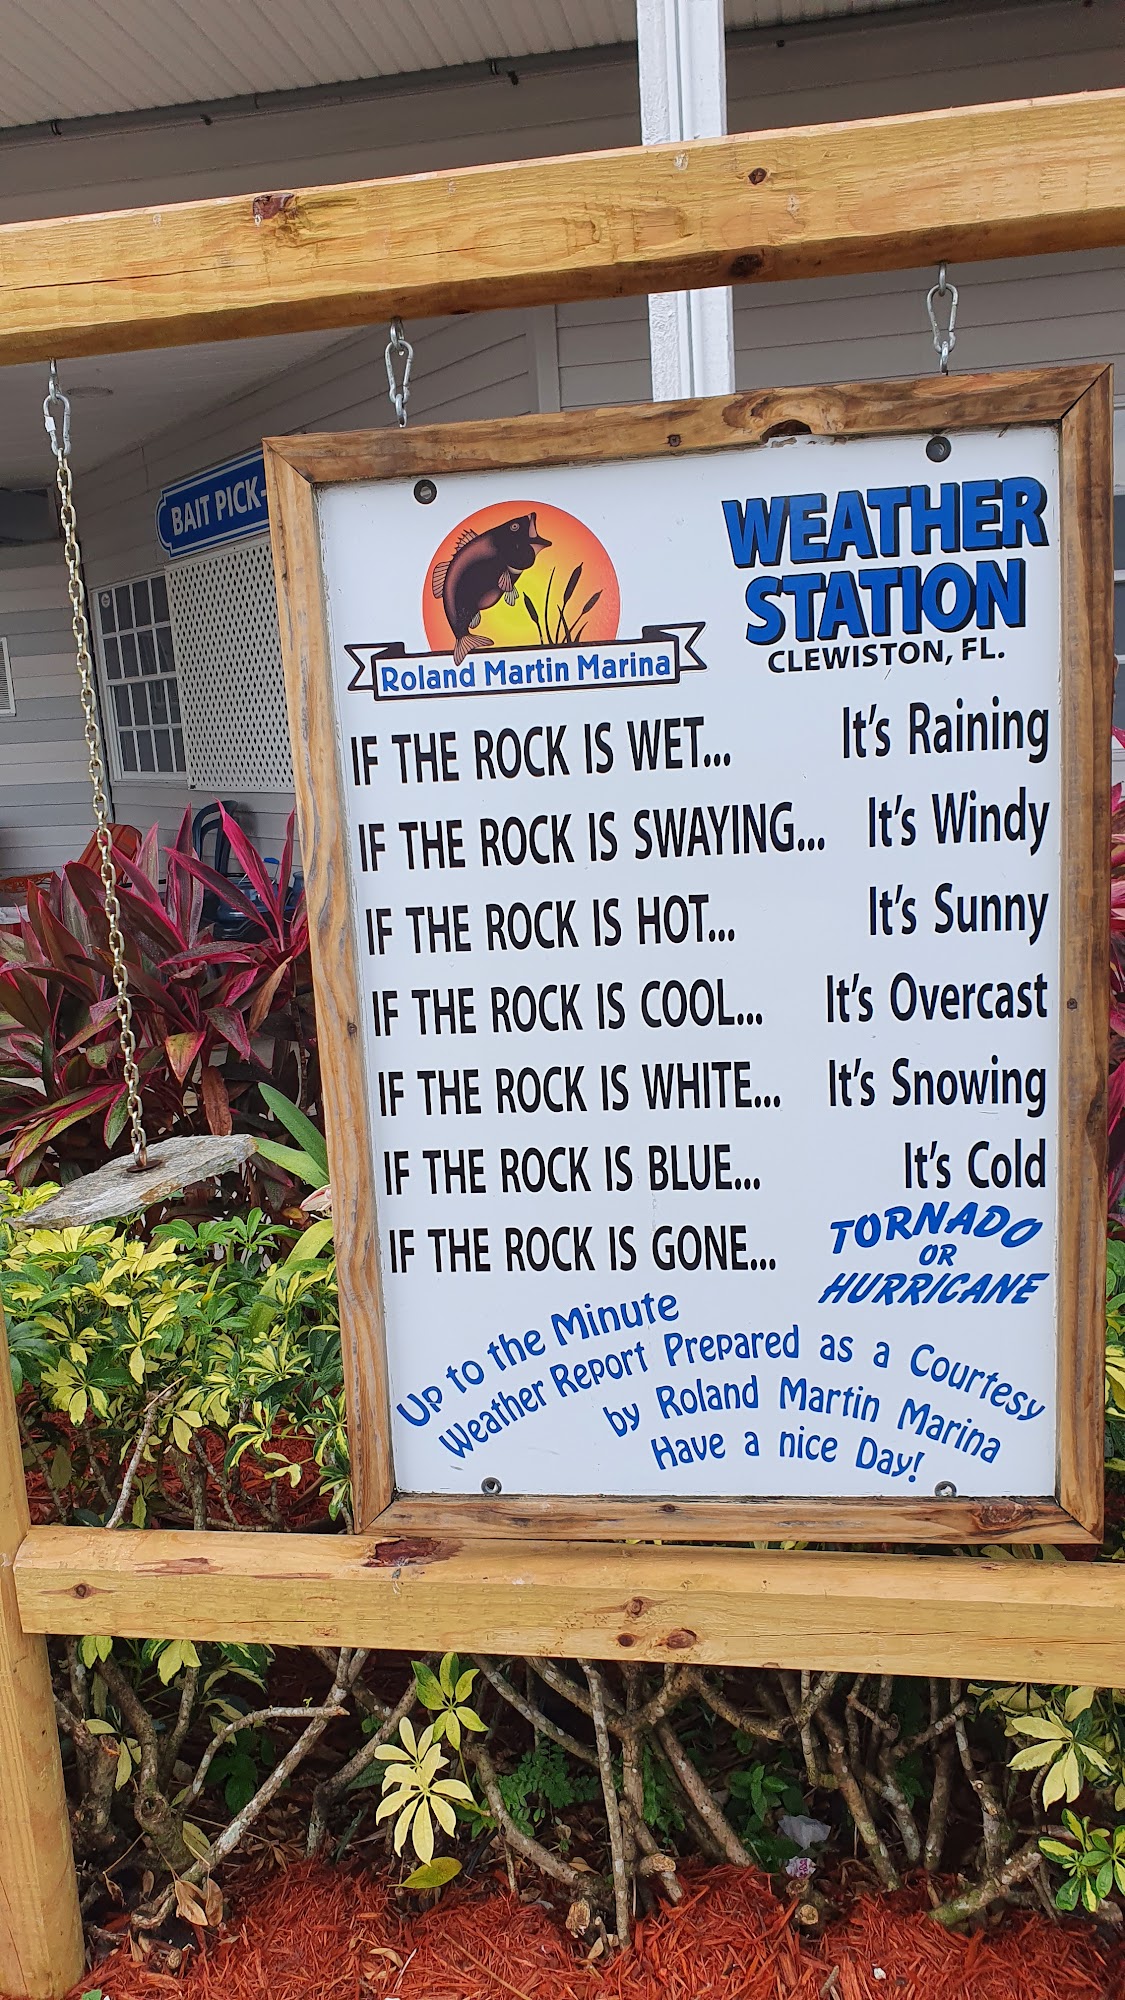 BAIT PICK-
Roland Martin Marina
WEATHER
STATION
CLEWISTON, FL.
IF THE ROCK IS WET... It's Raining
IF THE ROCK IS SWAYING... It's Windy
IF THE ROCK IS HOT... It's Sunny
IF THE ROCK IS COOL... It's Overcast
IF THE ROCK IS WHITE... It's Snowing
IF THE ROCK IS BLUE... It's Cold
IF THE ROCK IS GONE... TORNADO
OR
HURRICANE
Up to the Minute
Weather Report Prepared as a Courtesy
by Roland Martin Marina
Have a nice Day!